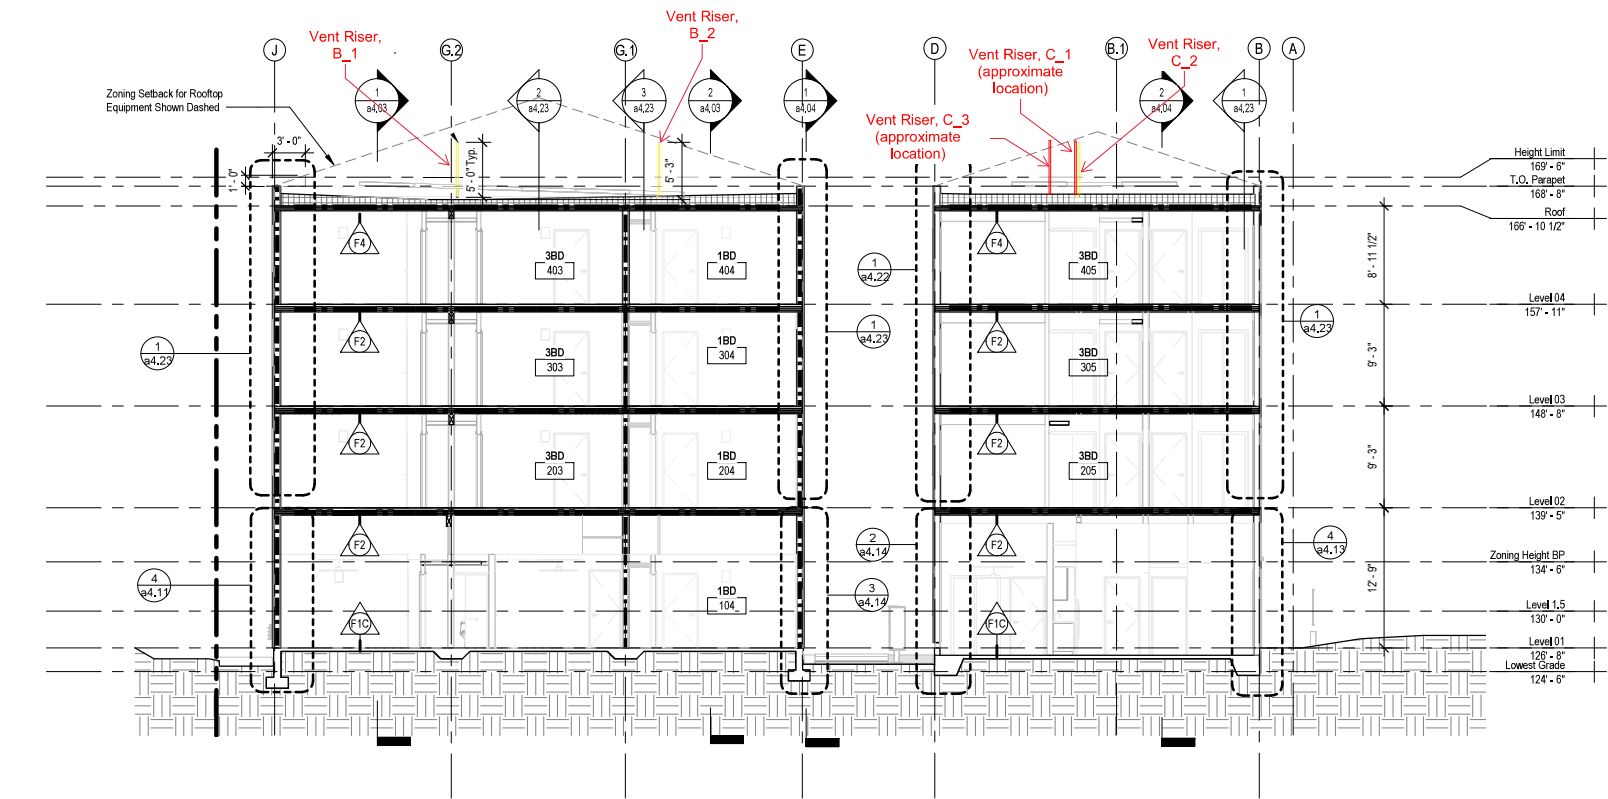 Vent Riser,
B_1
Vent Riser,
B_2
Vent Riser, C_1
(approximate
location)
Vent Riser,
C_2
Vent Riser, C_3
(approximate
location)
J
G.2
G.1
E
D
B.1
B
A
1
a4.03
2
a4.23
3
a4.23
2
a4.03
1
a4.04
2
a4.04
1
a4.23
Zoning Setback for Rooftop
Equipment Shown Dashed
3' - 0"
1' - 0"
5' - 0" Typ.
5' - 3"
Height Limit
169' - 6"
T.O. Parapet
168' - 8"
Roof
166' - 10 1/2"
8' - 11 1/2"
F4
3BD
403
1BD
404
1
a4.22
F4
3BD
405
Level 04
157' - 11"
1
a4.23
F2
3BD
303
1BD
304
1
a4.23
F2
3BD
305
1
a4.23
9' - 3"
Level 03
148' - 8"
F2
3BD
203
1BD
204
F2
3BD
205
9' - 3"
Level 02
139' - 5"
F2
2
a4.14
F2
4
a4.13
Zoning Height BP
134' - 6"
4
a4.11
1BD
104
3
a4.14
12' - 9"
Level 1.5
130' - 0"
F1C
F1C
Level 01
126' - 8"
Lowest Grade
124' - 6"